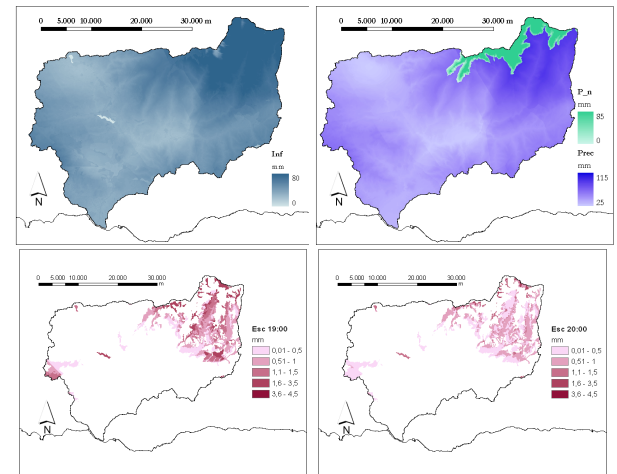 0 5.000 10.000 20.000 30.000 m
Inf
mm
80
0
N
0 5.000 10.000 20.000 30.000 m
P_n
mm
85
0
Prec
mm
115
25
N
0 5.000 10.000 20.000 30.000
m
Esc 19:00
mm
0,01 - 0,5
0,51 - 1
1,1 - 1,5
1,6 - 3,5
3,6 - 4,5
N
0 5.000 10.000 20.000 30.000
m
Esc 20:00
mm
0,01 - 0,5
0,51 - 1
1,1 - 1,5
1,6 - 3,5
3,6 - 4,5
N